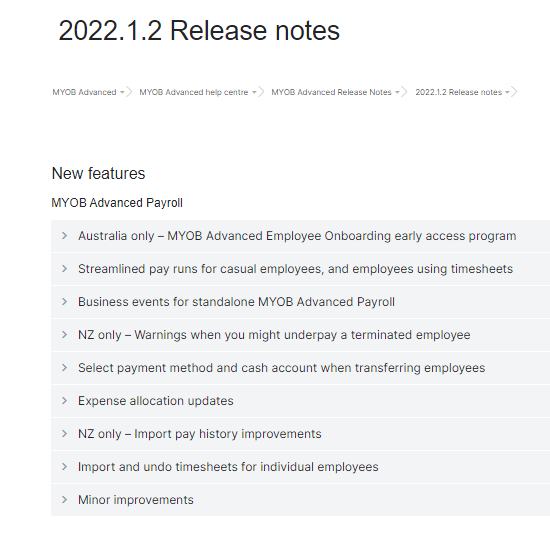 2022.1.2 Release notes
MYOB Advanced MYOB Advanced help centre MYOB Advanced Release Notes 2022.1.2 Release notes
New features
MYOB Advanced Payroll
Australia only – MYOB Advanced Employee Onboarding early access program
Streamlined pay runs for casual employees, and employees using timesheets
Business events for standalone MYOB Advanced Payroll
NZ only – Warnings when you might underpay a terminated employee
Select payment method and cash account when transferring employees
Expense allocation updates
NZ only – Import pay history improvements
Import and undo timesheets for individual employees
Minor improvements